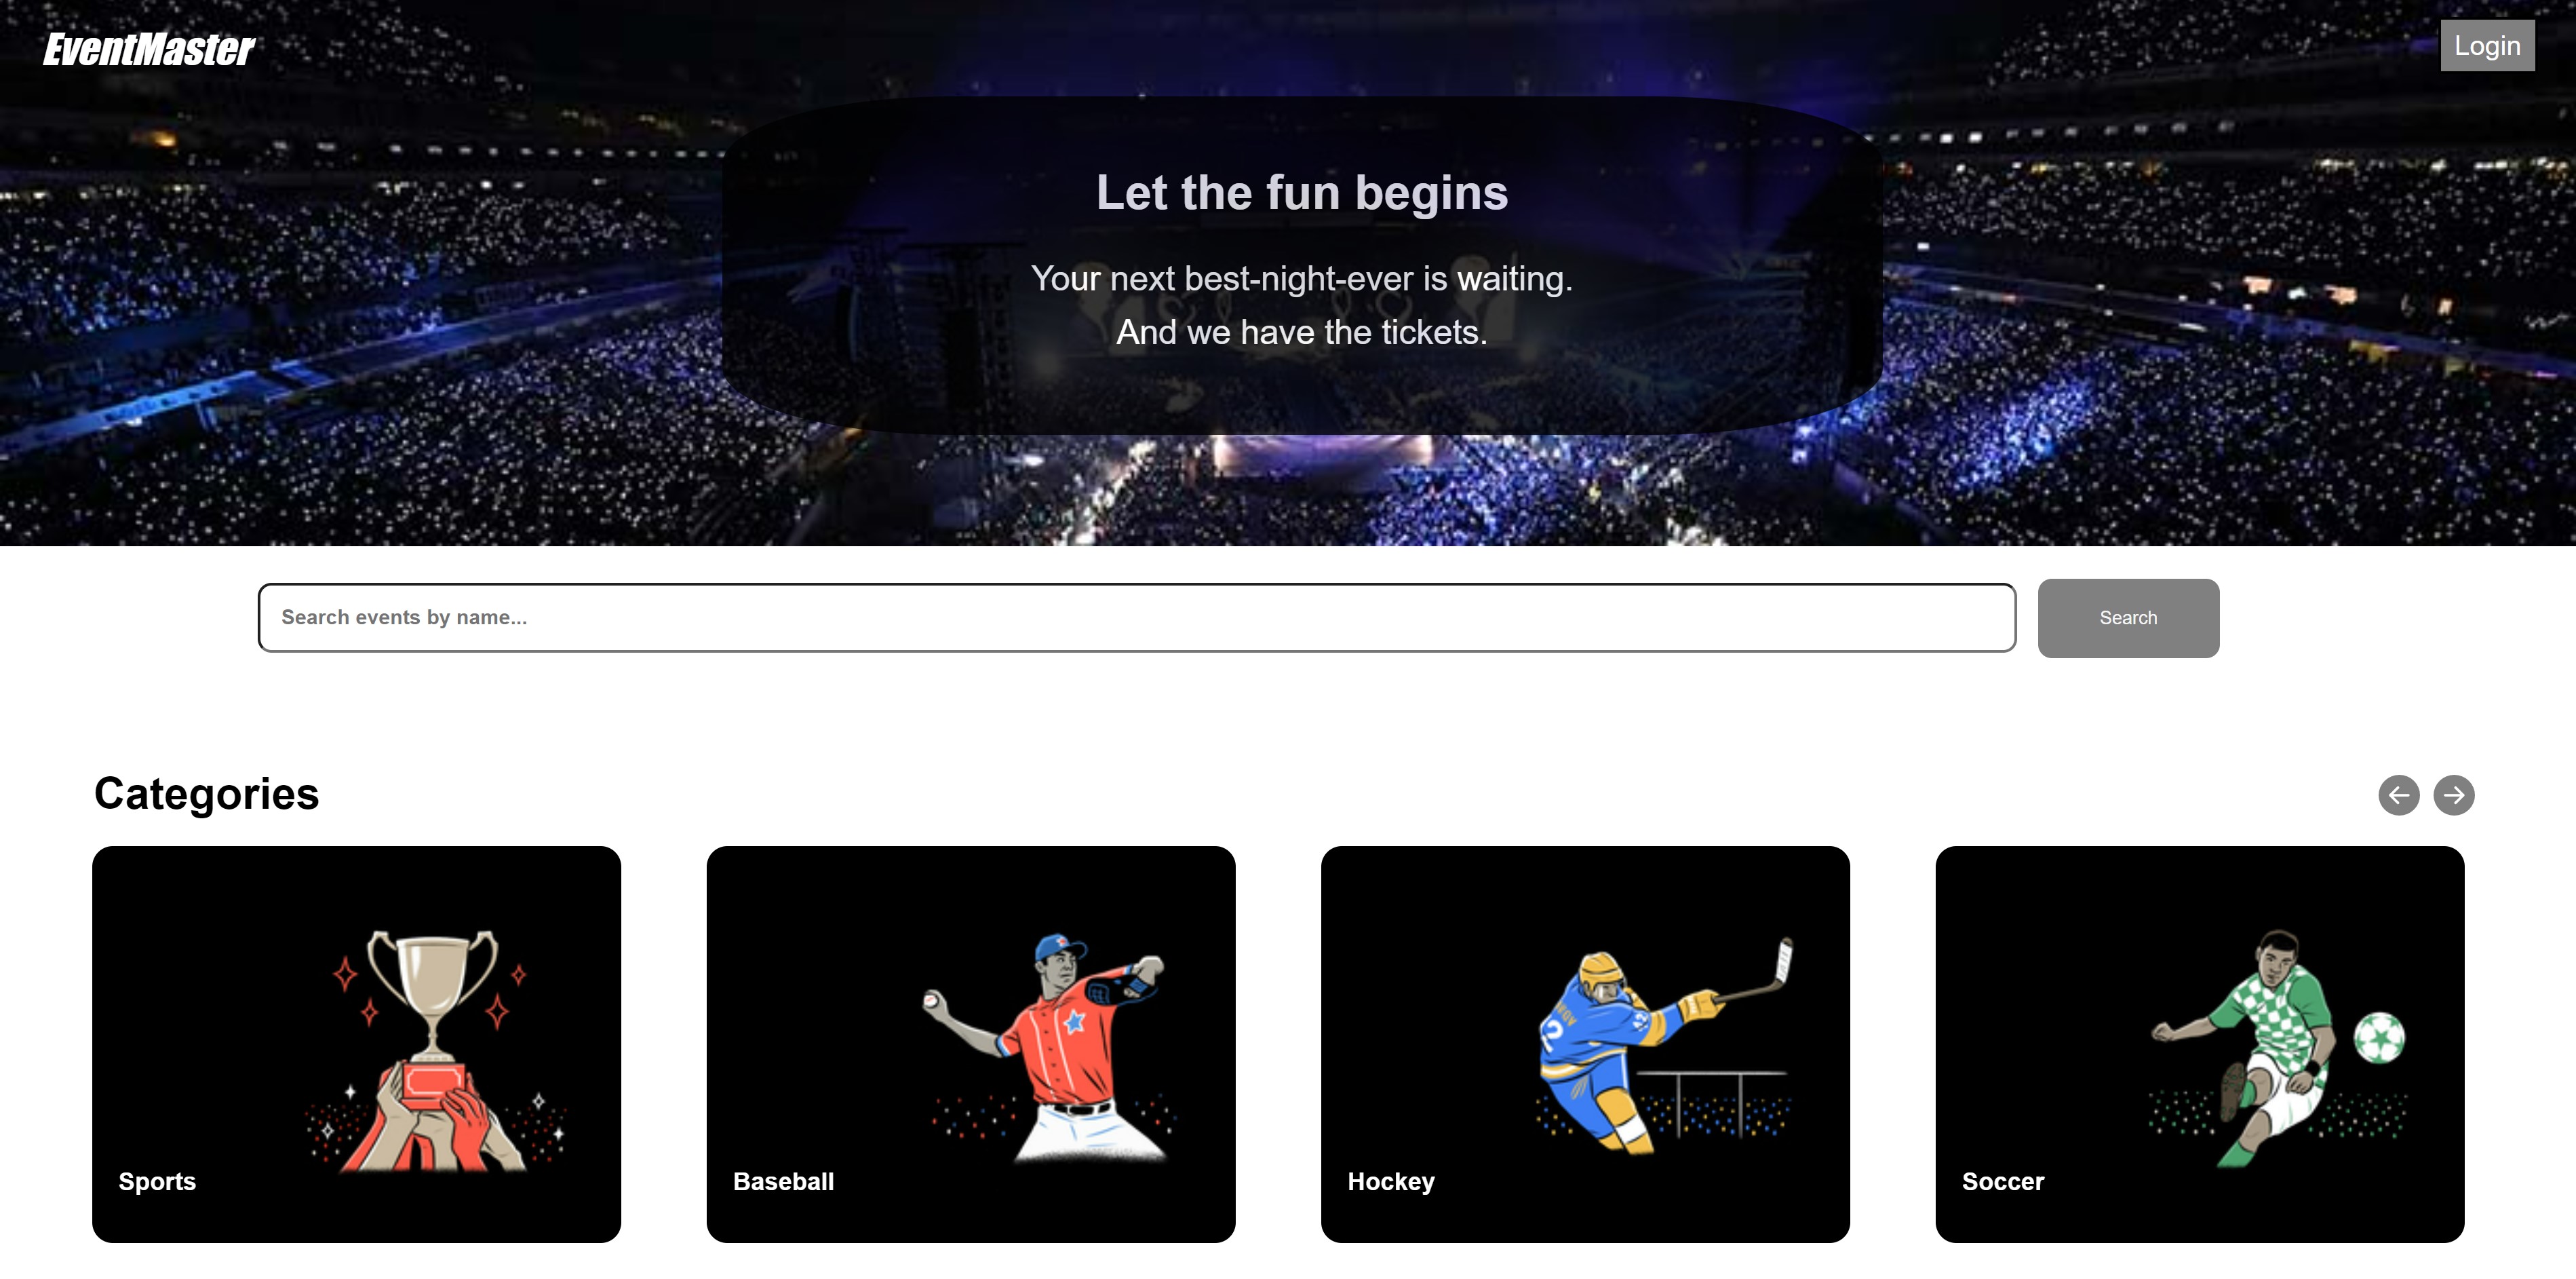 EventMaster
Login
Let the fun begins
Your next best-night-ever is waiting.
And we have the tickets.
Search events by name...
Search
Categories
Sports
Baseball
Hockey
Soccer